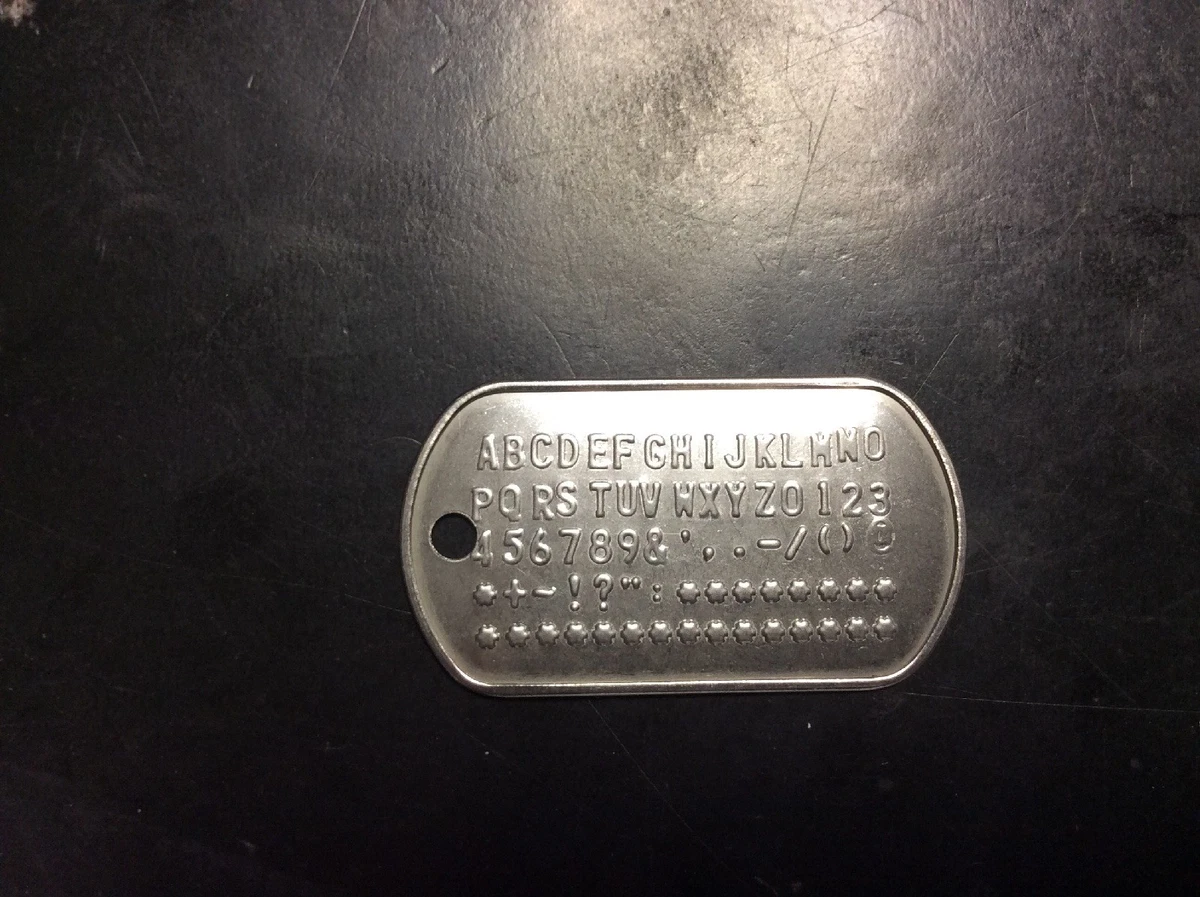 ABCDEFGHIJKLMNO
PQRSTUVWXYZ0123
456789&',.-/()
*+-!?":********
***************